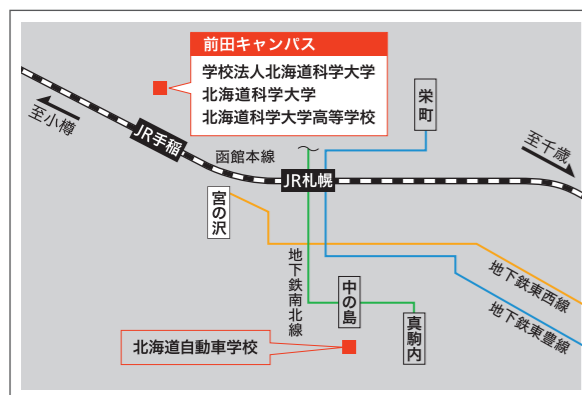 前田キャンパス
学校法人北海道科学大学
北海道科学大学
北海道科学大学高等学校
栄町
至小樽
JR手稲
函館本線
JR札幌
至千歳
宮の沢
地下鉄南北線
中の島
真駒内
地下鉄東西線
地下鉄東豊線
北海道自動車学校